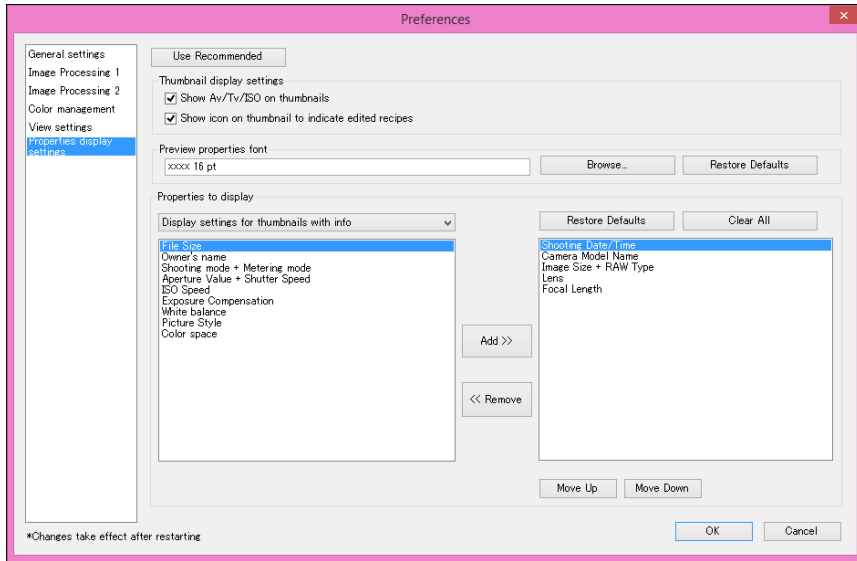 Preferences
General settings
Image Processing 1
Image Processing 2
Color management
View settings
Properties display
settings
Use Recommended
Thumbnail display settings
Show Av/Tv/ISO on thumbnails
Show icon on thumbnail to indicate edited recipes
Preview properties font
xxxx 16 pt
Browse...
Restore Defaults
Properties to display
Display settings for thumbnails with info
Restore Defaults
Clear All
File Size
Owner's name
Shooting mode + Metering mode
Aperture Value + Shutter Speed
ISO Speed
Exposure Compensation
White balance
Picture Style
Color space
Add >>
<< Remove
Shooting Date/Time
Camera Model Name
Image Size + RAW Type
Lens
Focal Length
Move Up
Move Down
*Changes take effect after restarting
OK
Cancel